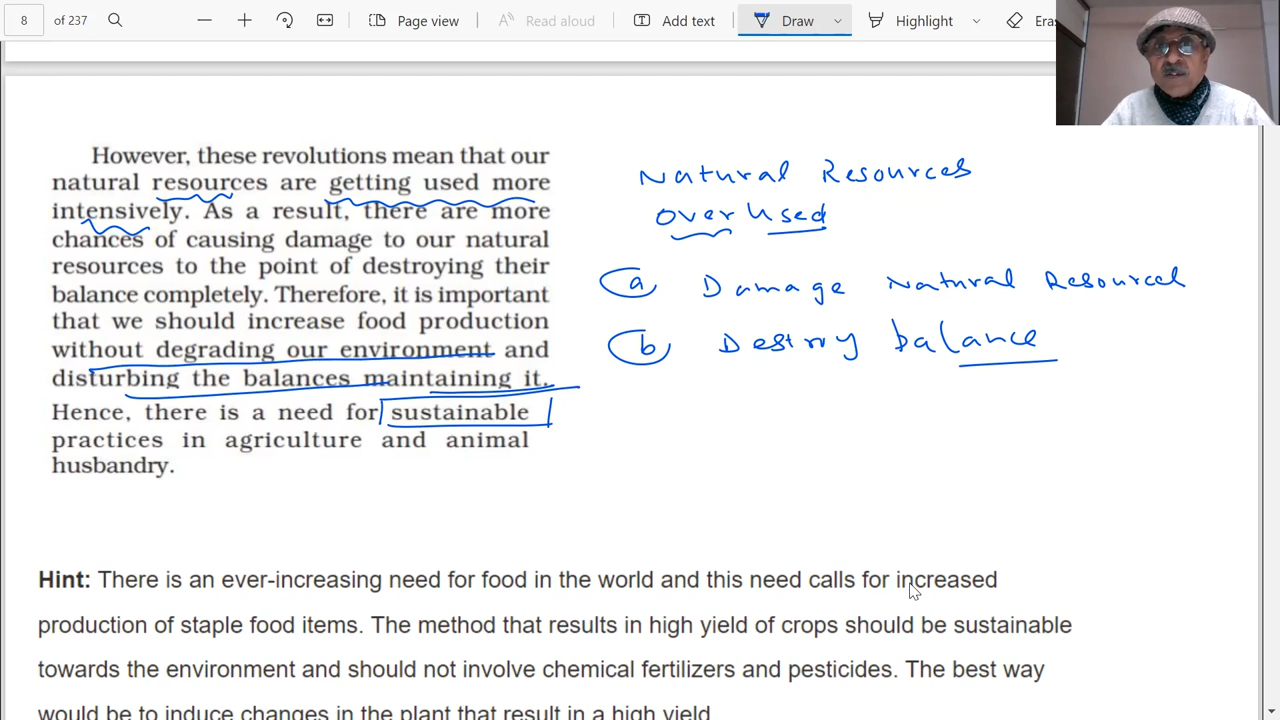 8 of 237 Page view Read aloud Add text Draw Highlight Eras
However, these revolutions mean that our
natural resources are getting used more
intensively. As a result, there are more
chances of causing damage to our natural
resources to the point of destroying their
balance completely. Therefore, it is important
that we should increase food production
without degrading our environment and
disturbing the balances maintaining it.
Hence, there is a need for sustainable
practices in agriculture and animal
husbandry.
Natural Resources
over used
a Damage Natural Resources
b Destroy balance
Hint: There is an ever-increasing need for food in the world and this need calls for increased
production of staple food items. The method that results in high yield of crops should be sustainable
towards the environment and should not involve chemical fertilizers and pesticides. The best way
would be to induce changes in the plant that result in a high yield